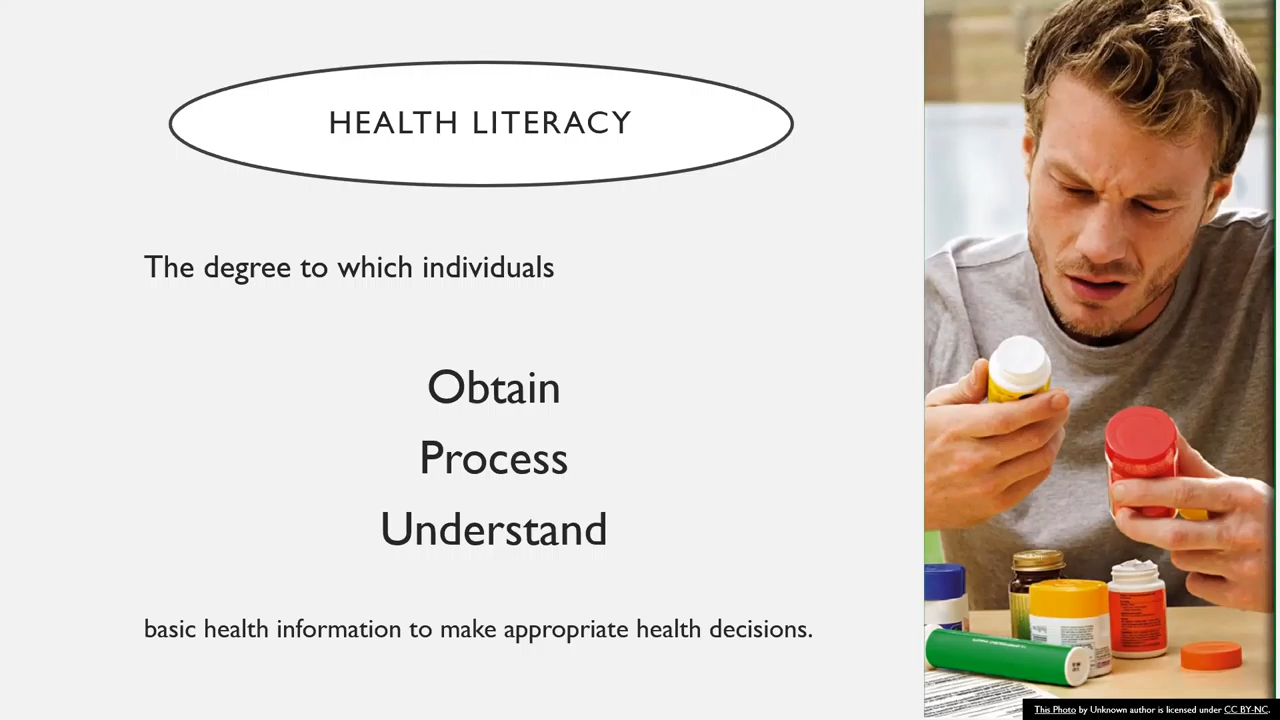 HEALTH LITERACY
The degree to which individuals
Obtain
Process
Understand
basic health information to make appropriate health decisions.
This Photo by Unknown author is licensed under CC BY-NC.